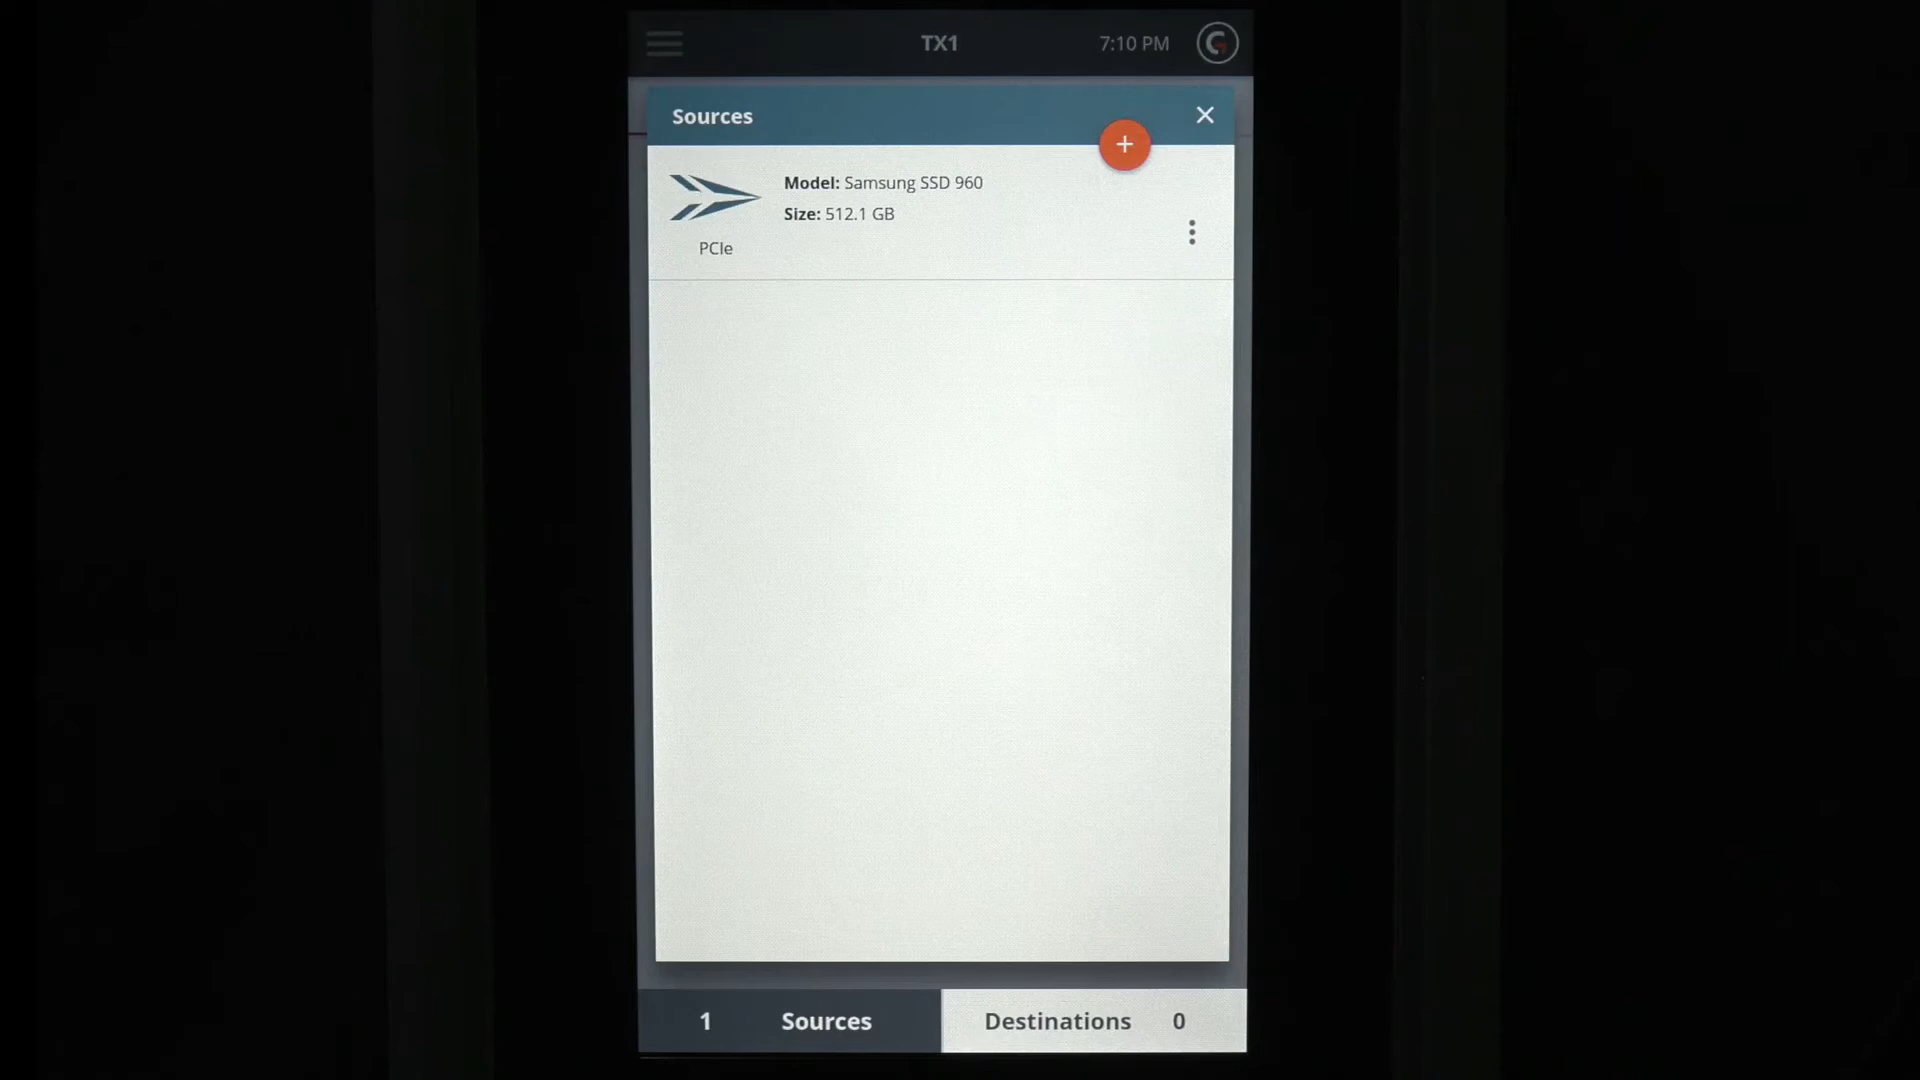 TX1
7:10 PM
Sources
Model: Samsung SSD 960
Size: 512.1 GB
PCIe
1 Sources
Destinations 0